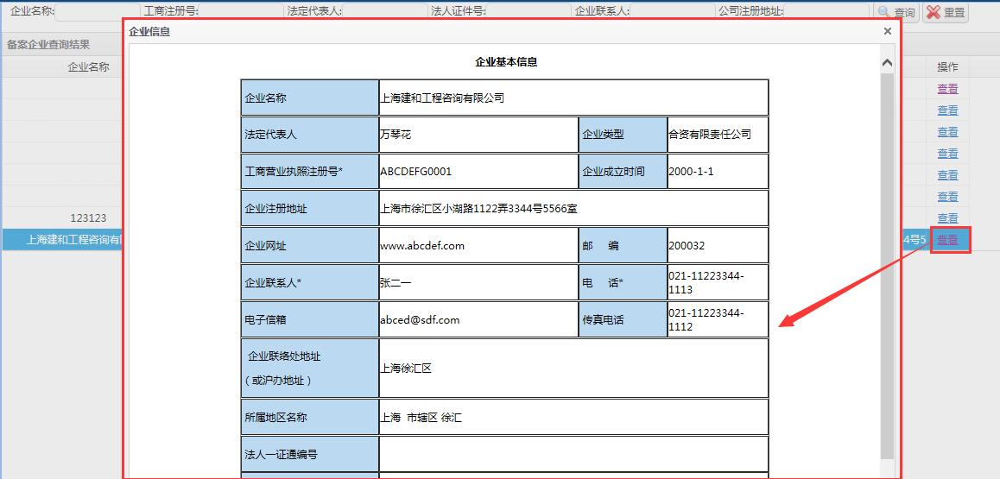 企业名称: 工商注册号: 法定代表人: 法人证件号: 企业联系人: 公司注册地址: 查询 重置
企业信息
备案企业查询结果
企业名称 操作
企业基本信息
企业名称 上海建和工程咨询有限公司
法定代表人 万琴花 企业类型 合资有限责任公司
工商营业执照注册号* ABCDEFG0001 企业成立时间 2000-1-1
企业注册地址 上海市徐汇区小湖路1122弄3344号5566室
企业网址 www.abcdef.com 邮 编 200032
企业联系人* 张二一 电 话* 021-11223344-
1113
电子信箱 abced@sdf.com 传真电话 021-11223344-
1112
企业联络处地址
（或沪办地址） 上海徐汇区
所属地区名称 上海 市辖区 徐汇
法人一证通编号
查看
查看
查看
查看
查看
查看
123123 查看
上海建和工程咨询有 4号5 查看